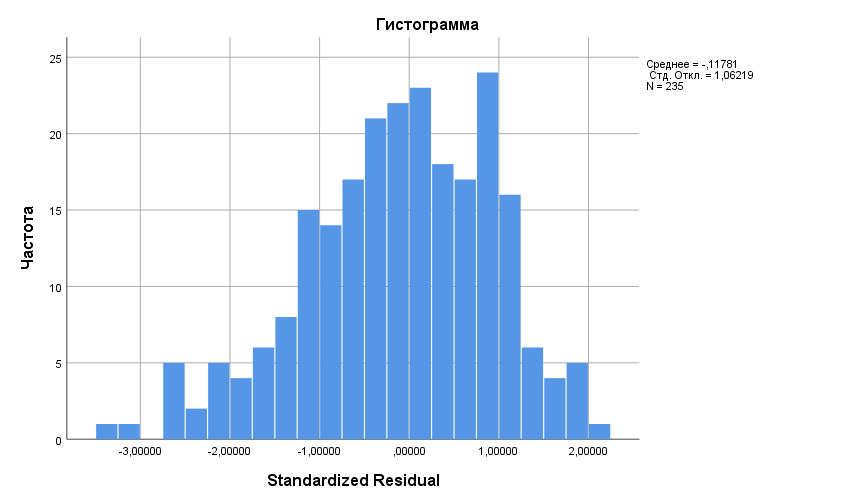 Гистограмма
Среднее = -,11781
Стд. Откл. = 1,06219
N = 235
Частота
25
20
15
10
5
0
-3,00000 -2,00000 -1,00000 ,00000 1,00000 2,00000
Standardized Residual